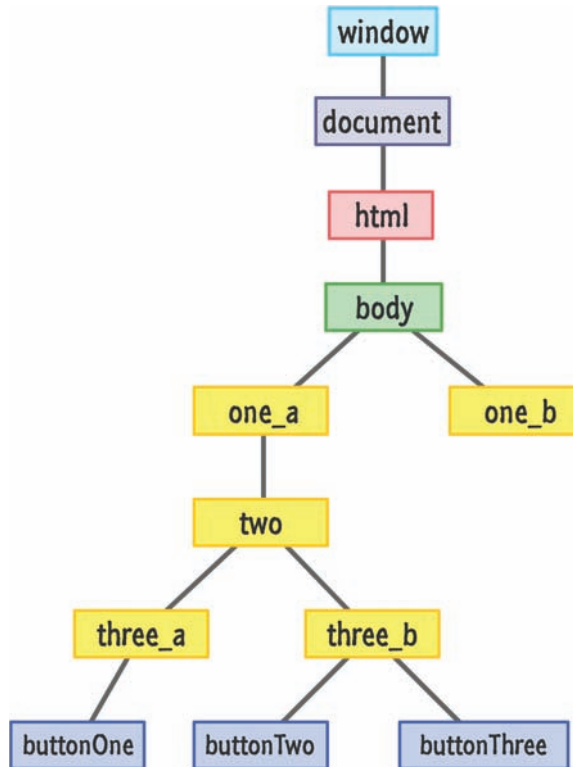 window
document
html
body
one_a
one_b
two
three_a
three_b
buttonOne
buttonTwo
buttonThree